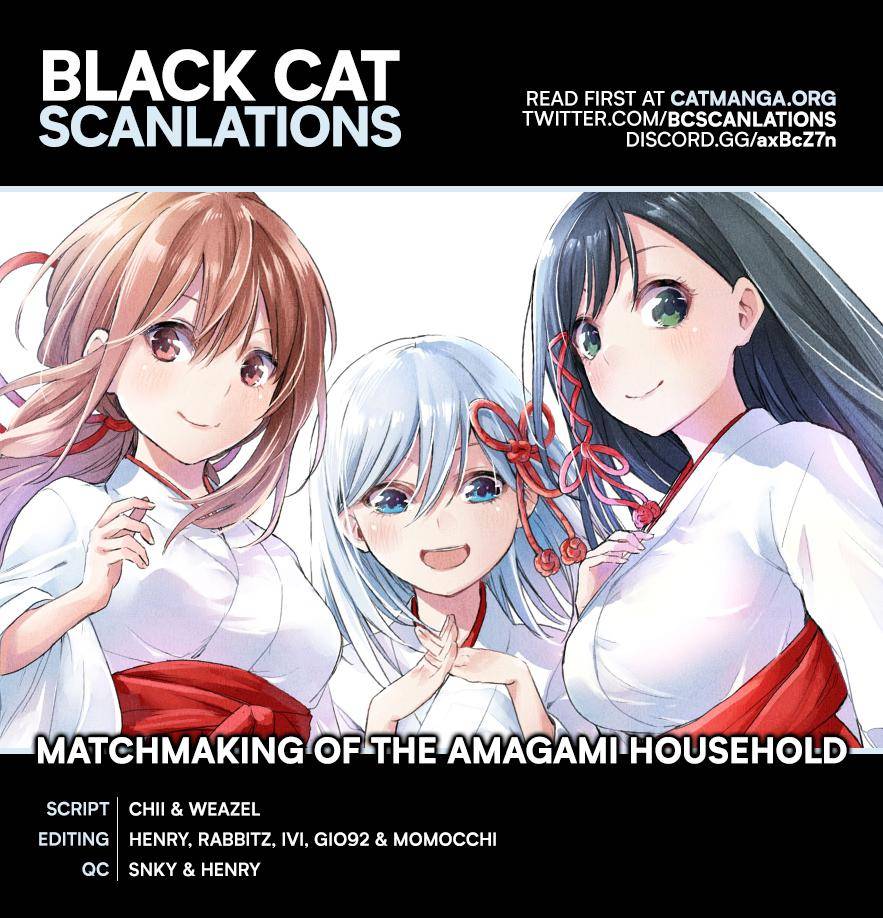 BLACK CAT
SCANLATIONS
READ FIRST AT CATMANGA.ORG
TWITTER.COM/BCSCANLATIONS
DISCORD.GG/axBcZ7n
MATCHMAKING OF THE AMAGAMI HOUSEHOLD
SCRIPT CHII & WEAZEL
EDITING HENRY, RABBITZ, IVI, GIO92 & MOMOCCHI
QC SNKY & HENRY